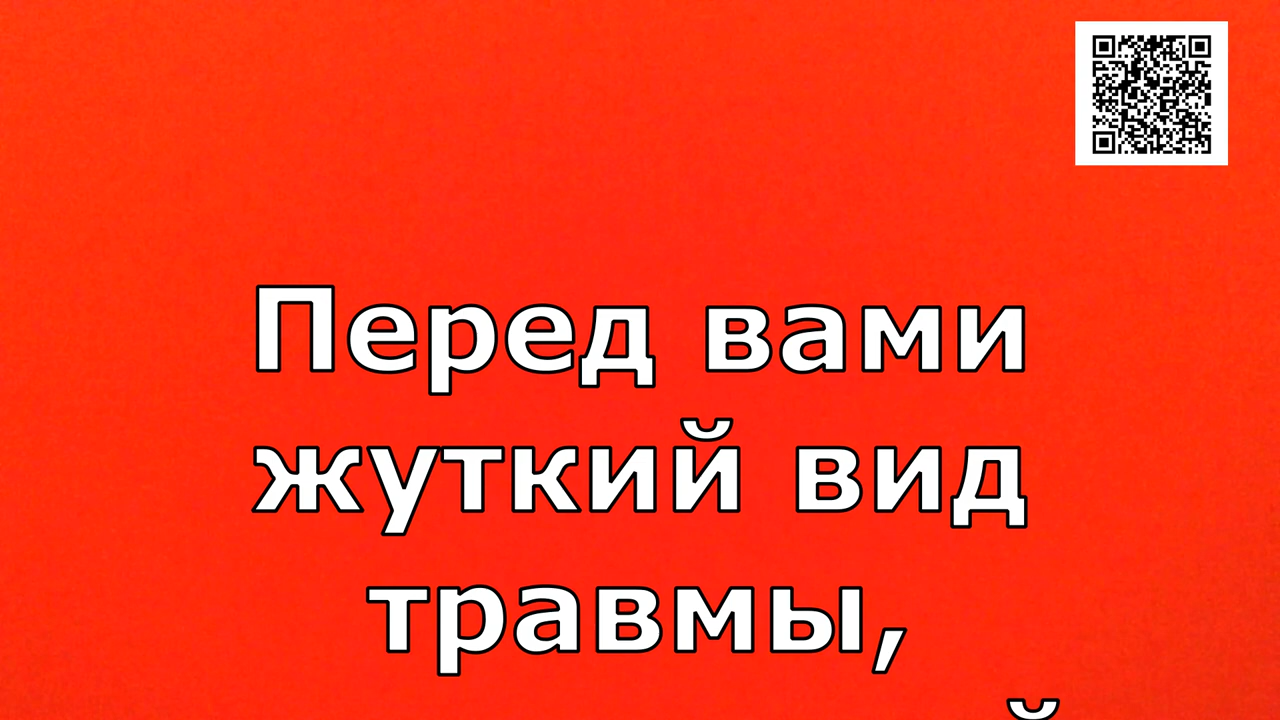 Перед вами
жуткий вид
травмы,